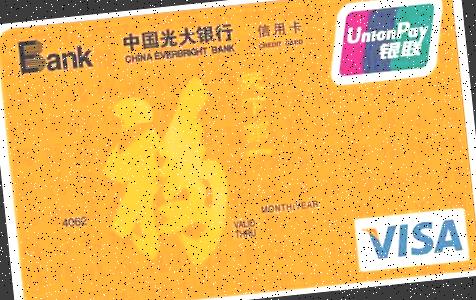 Bank
中国光大银行 信用卡
CHINA EVERBRIGHT BANK CREDIT CARD
UnionPay
银联
福
4062
MONTH/YEAR
VALID
THRU
VISA